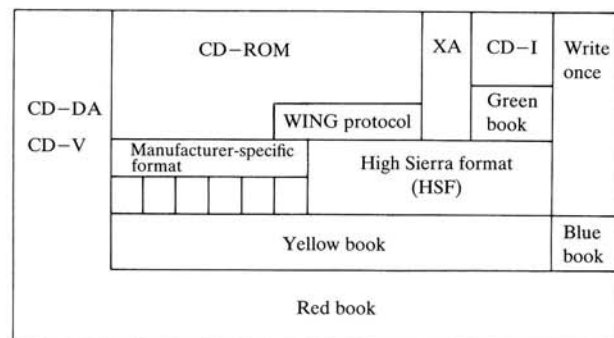 CD-DA
CD-V
CD-ROM
XA
CD-I
Write
once
Green
book
WING protocol
Manufacturer-specific
format
High Sierra format
(HSF)
Yellow book
Blue
book
Red book